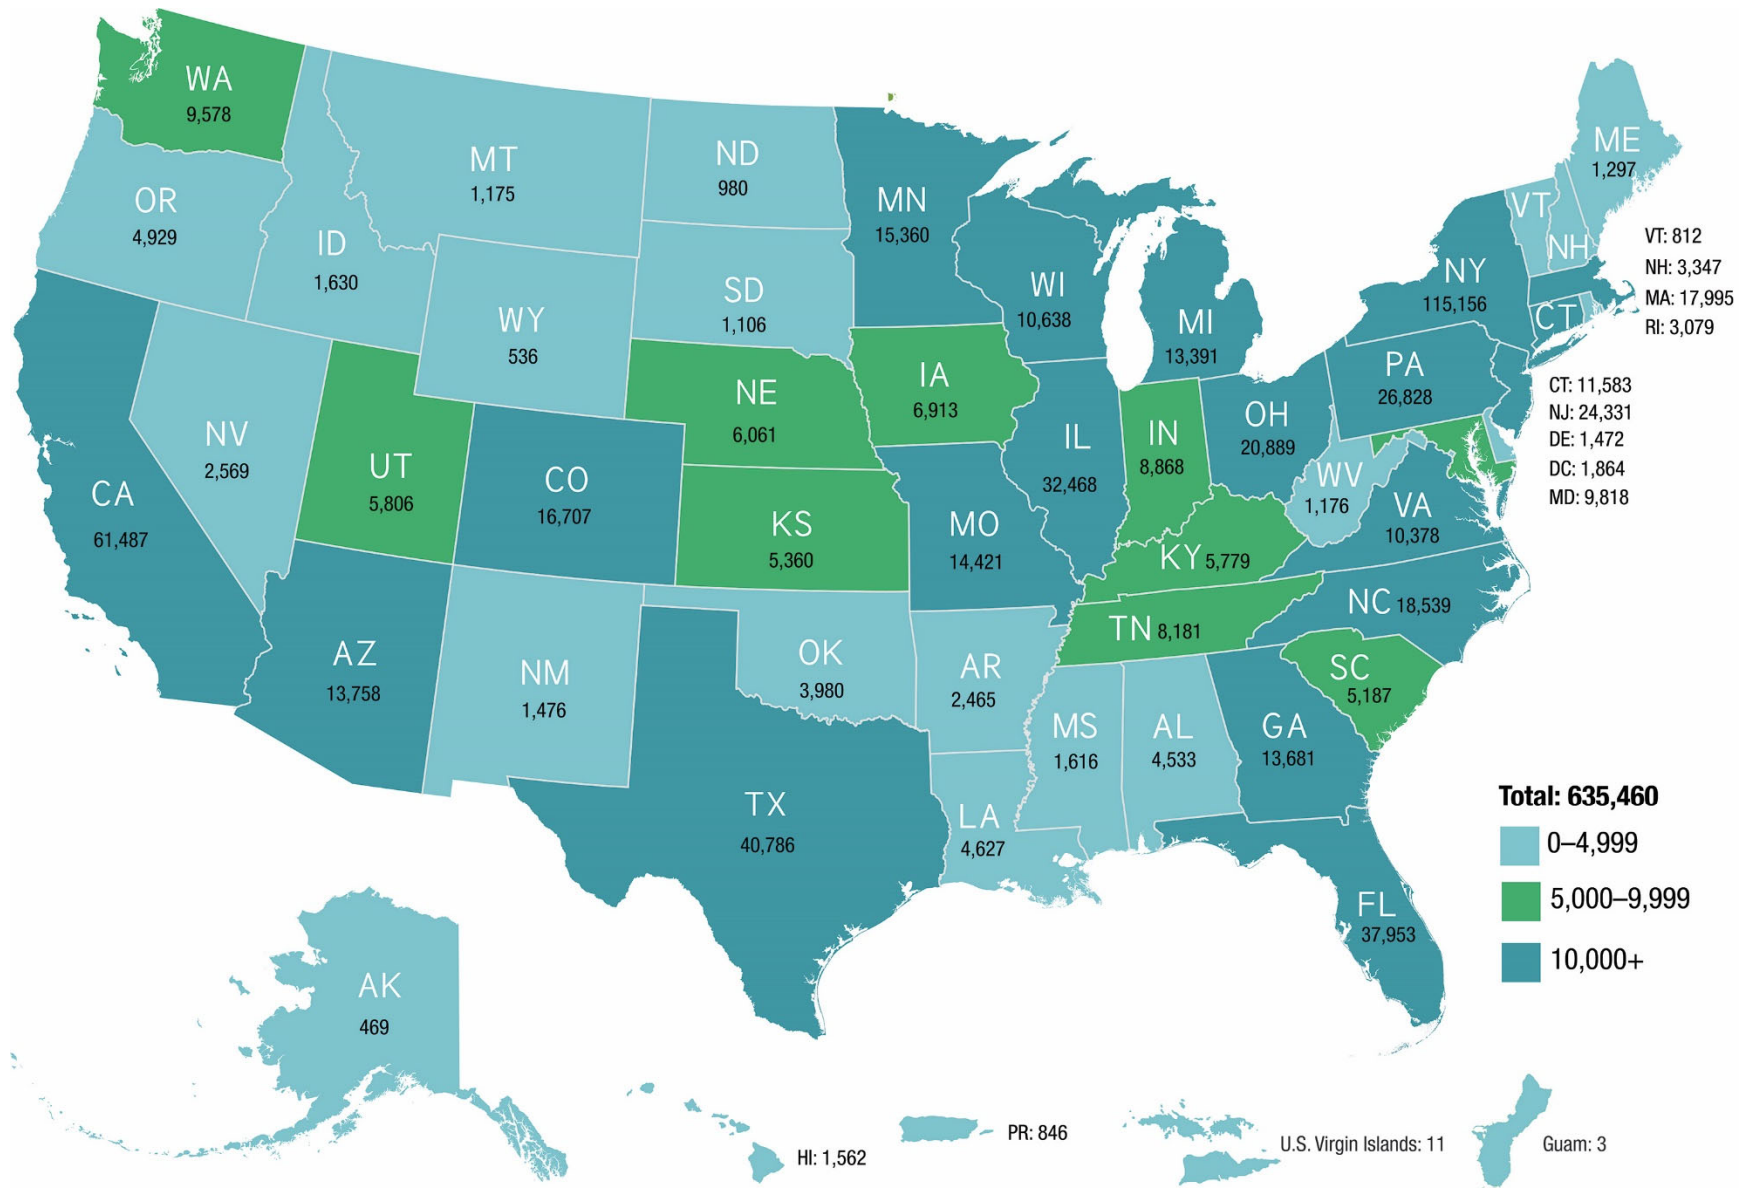 WA
9,578
OR
4,929
ID
1,630
MT
1,175
ND
980
SD
1,106
WY
536
MN
15,360
WI
10,638
MI
13,391
NY
115,156
VT
NH
ME
1,297
VT: 812
NH: 3,347
MA: 17,995
RI: 3,079
CT
CT: 11,583
NJ: 24,331
DE: 1,472
DC: 1,864
MD: 9,818
CA
61,487
NV
2,569
UT
5,806
CO
16,707
NE
6,061
KS
5,360
IA
6,913
MO
14,421
IL
32,468
IN
8,868
OH
20,889
PA
26,828
WV
1,176
VA
10,378
KY 5,779
NC 18,539
TN 8,181
SC
5,187
AZ
13,758
NM
1,476
OK
3,980
AR
2,465
TX
40,786
LA
4,627
MS
1,616
AL
4,533
GA
13,681
FL
37,953
Total: 635,460
0–4,999
5,000–9,999
10,000+
AK
469
HI: 1,562
PR: 846
U.S. Virgin Islands: 11
Guam: 3